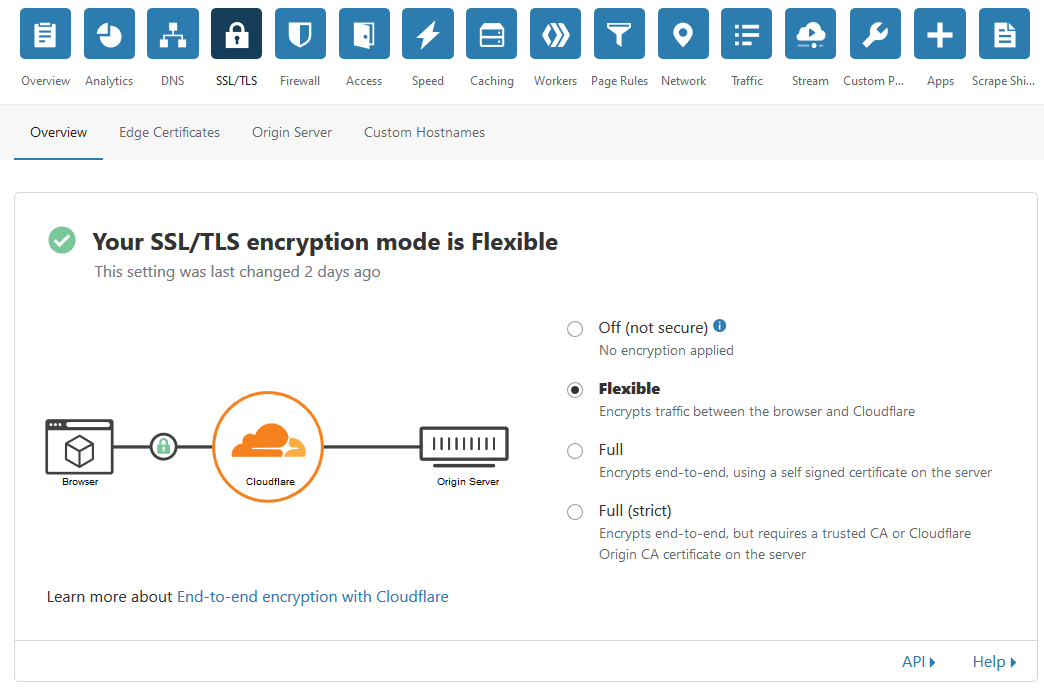 Overview Analytics DNS SSL/TLS Firewall Access Speed Caching Workers Page Rules Network Traffic Stream Custom P... Apps Scrape Shi...
Overview Edge Certificates Origin Server Custom Hostnames
Your SSL/TLS encryption mode is Flexible
This setting was last changed 2 days ago
Off (not secure)
No encryption applied
Flexible
Encrypts traffic between the browser and Cloudflare
Full
Encrypts end-to-end, using a self signed certificate on the server
Full (strict)
Encrypts end-to-end, but requires a trusted CA or Cloudflare
Origin CA certificate on the server
Browser Cloudflare Origin Server
Learn more about End-to-end encryption with Cloudflare
API Help